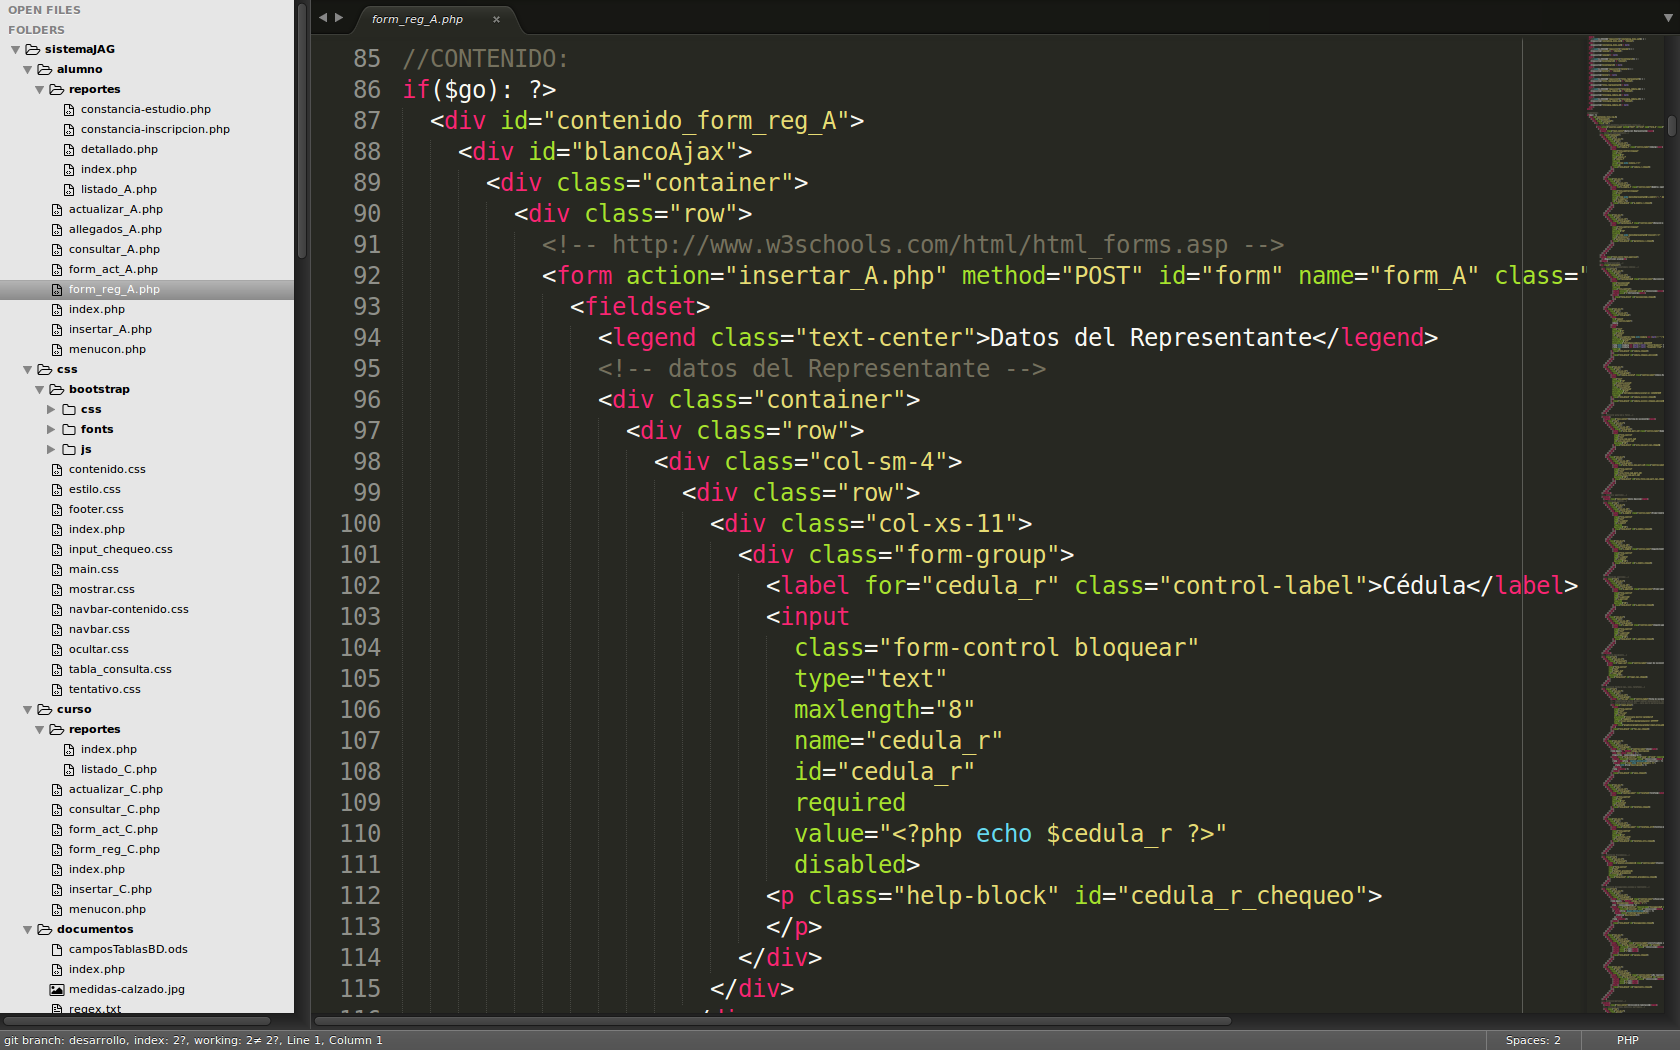 OPEN FILES
FOLDERS
sistemaJAG
alumno
reportes
constancia-estudio.php
constancia-inscripcion.php
detallado.php
index.php
listado_A.php
actualizar_A.php
allegados_A.php
consultar_A.php
form_act_A.php
form_reg_A.php
index.php
insertar_A.php
menucon.php
css
bootstrap
css
fonts
js
contenido.css
estilo.css
footer.css
index.php
input_chequeo.css
main.css
mostrar.css
navbar-contenido.css
navbar.css
ocultar.css
tabla_consulta.css
tentativo.css
curso
reportes
index.php
listado_C.php
actualizar_C.php
consultar_C.php
form_act_C.php
form_reg_C.php
index.php
insertar_C.php
menucon.php
documentos
camposTablasBD.ods
index.php
medidas-calzado.jpg
regex.txt
form_reg_A.php ×
85 //CONTENIDO:
86 if($go): ?>
87 <div id="contenido_form_reg_A">
88 <div id="blancoAjax">
89 <div class="container">
90 <div class="row">
91 <!-- http://www.w3schools.com/html/html_forms.asp -->
92 <form action="insertar_A.php" method="POST" id="form" name="form_A" class="
93 <fieldset>
94 <legend class="text-center">Datos del Representante</legend>
95 <!-- datos del Representante -->
96 <div class="container">
97 <div class="row">
98 <div class="col-sm-4">
99 <div class="row">
100 <div class="col-xs-11">
101 <div class="form-group">
102 <label for="cedula_r" class="control-label">Cédula</label>
103 <input
104 class="form-control bloquear"
105 type="text"
106 maxlength="8"
107 name="cedula_r"
108 id="cedula_r"
109 required
110 value="<?php echo $cedula_r ?>"
111 disabled>
112 <p class="help-block" id="cedula_r_chequeo">
113 </p>
114 </div>
115 </div>
git branch: desarrollo, index: 2?, working: 2≠ 2?, Line 1, Column 1
Spaces: 2
PHP